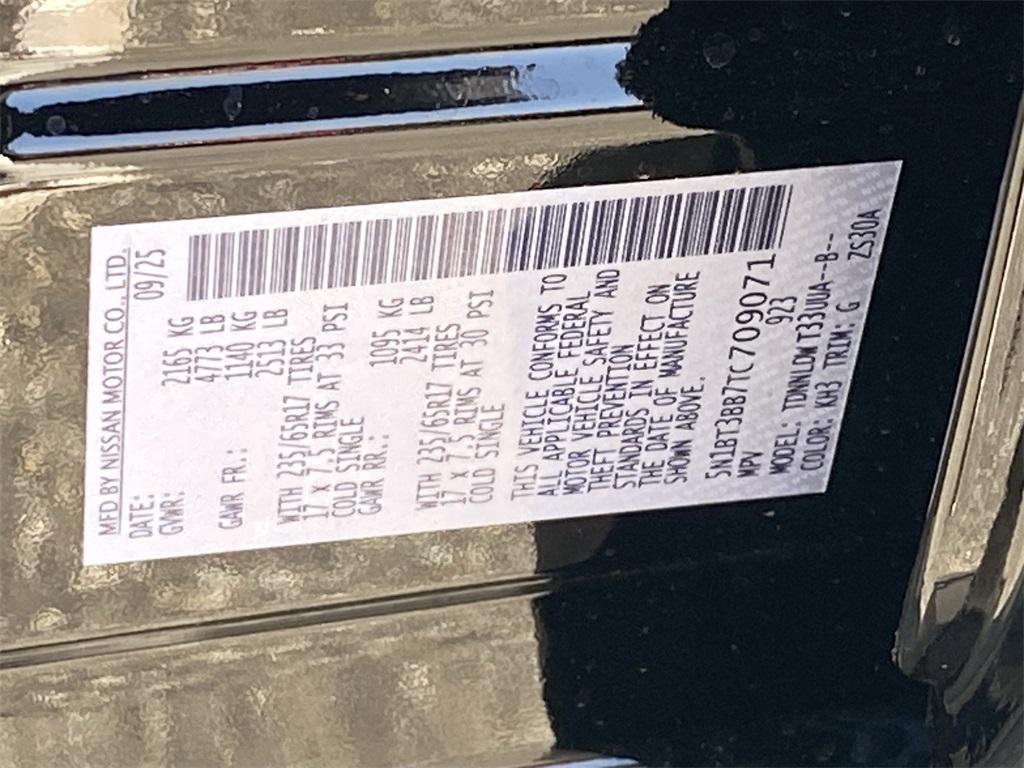 MFD BY NISSAN MOTOR CO., LTD.
DATE: 09/25
GVWR: 2165 KG
4773 LB
GAWR FR.: 1140 KG
2513 LB
WITH 235/65R17 TIRES
17 X 7.5 RIMS AT 33 PSI
COLD SINGLE
GAWR RR.: 1095 KG
2414 LB
WITH 235/65R17 TIRES
17 X 7.5 RIMS AT 30 PSI
COLD SINGLE
THIS VEHICLE CONFORMS TO
ALL APPLICABLE FEDERAL
MOTOR VEHICLE SAFETY AND
THEFT PREVENTION
STANDARDS IN EFFECT ON
THE DATE OF MANUFACTURE
SHOWN ABOVE.
5N1BT3BB7TC709071
MPV 923
MODEL: TDNNLDWT33UUA--B--
COLOR: KH3 TRIM: G ZS30A